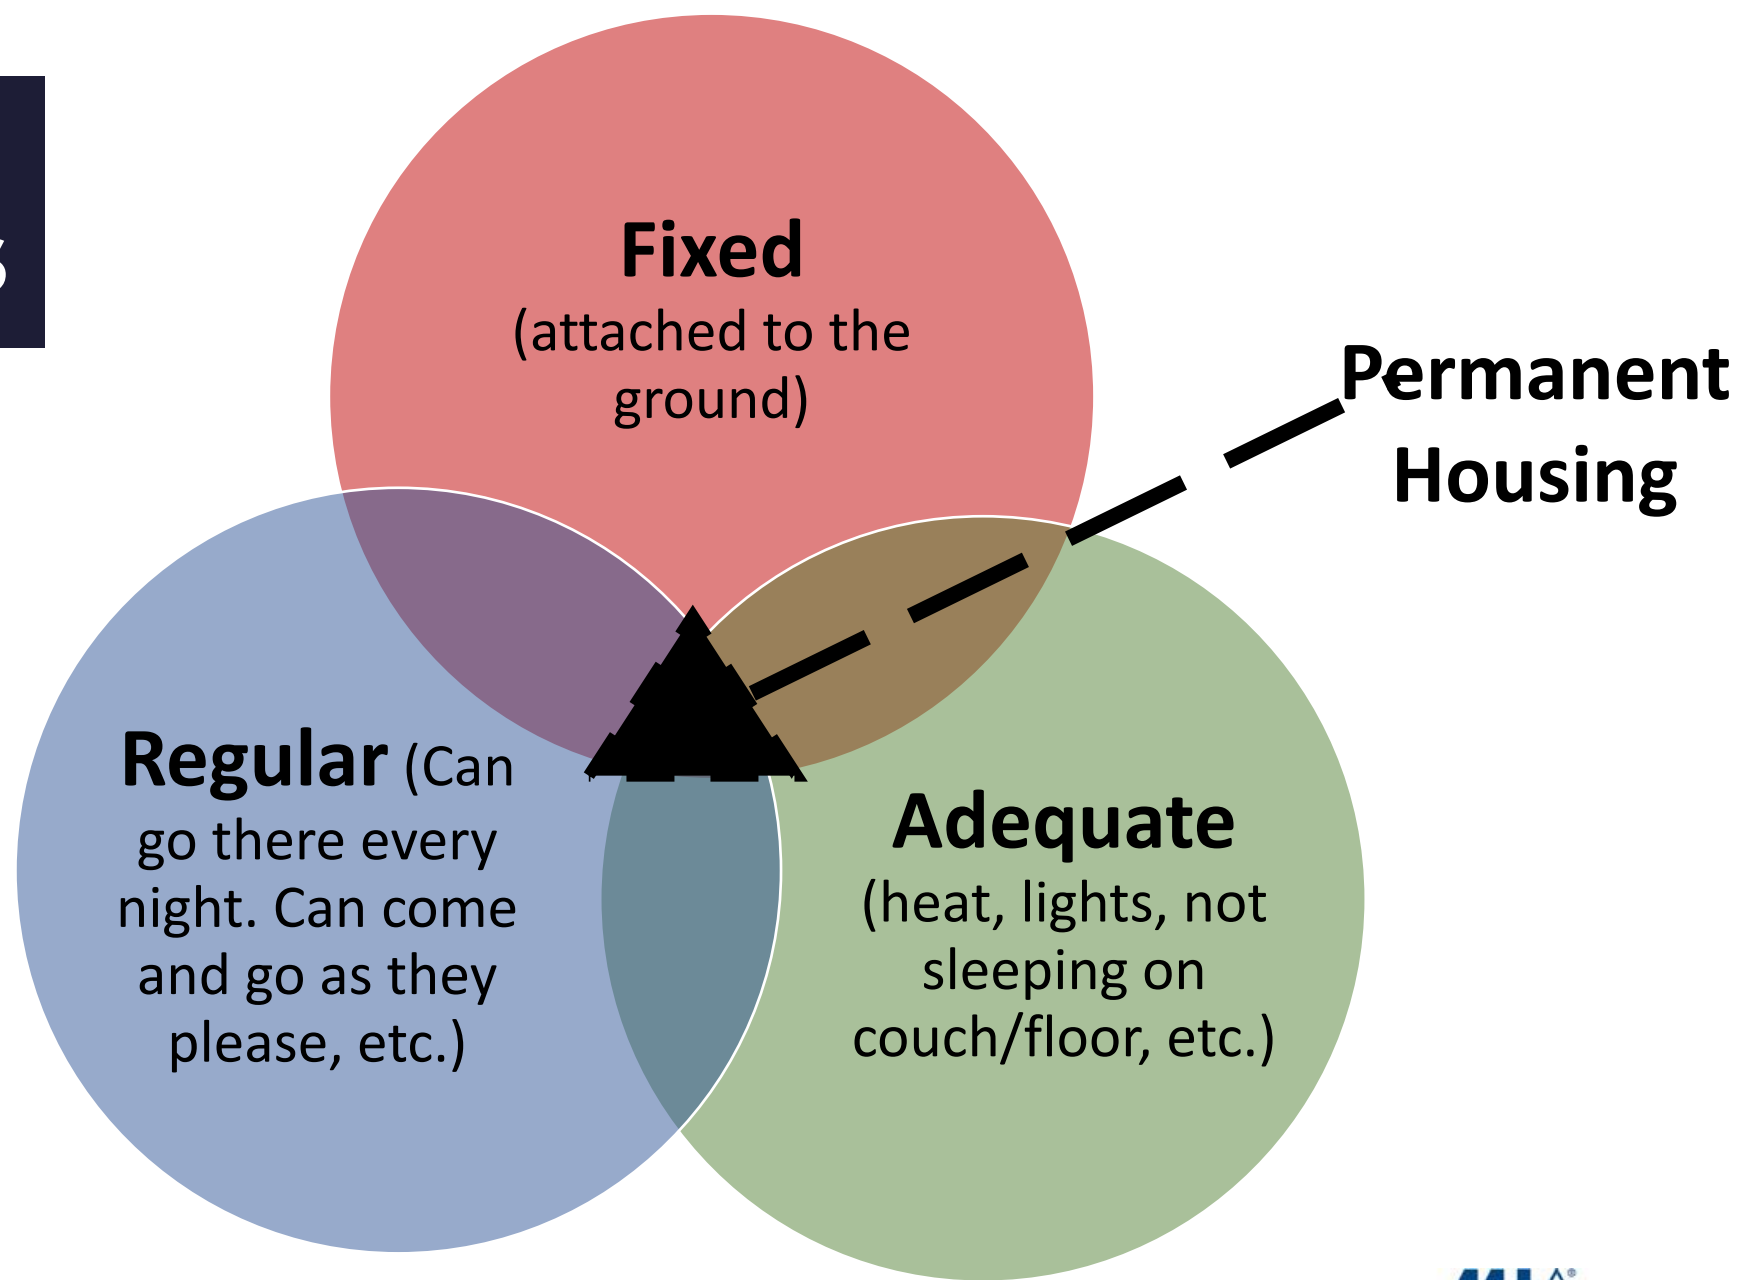 Fixed
(attached to the
ground)
Permanent
Housing
Regular (Can
go there every
night. Can come
and go as they
please, etc.)
Adequate
(heat, lights, not
sleeping on
couch/floor, etc.)